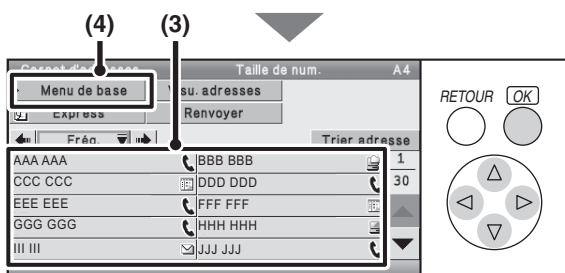 (4) (3)
Carnet d'adresses Taille de num. A4
Menu de base Visu. adresses
Express Renvoyer
Fréq. Trier adresse
AAA AAA BBB BBB 1
CCC CCC DDD DDD 30
EEE EEE FFF FFF
GGG GGG HHH HHH
III III JJJ JJJ
RETOUR OK